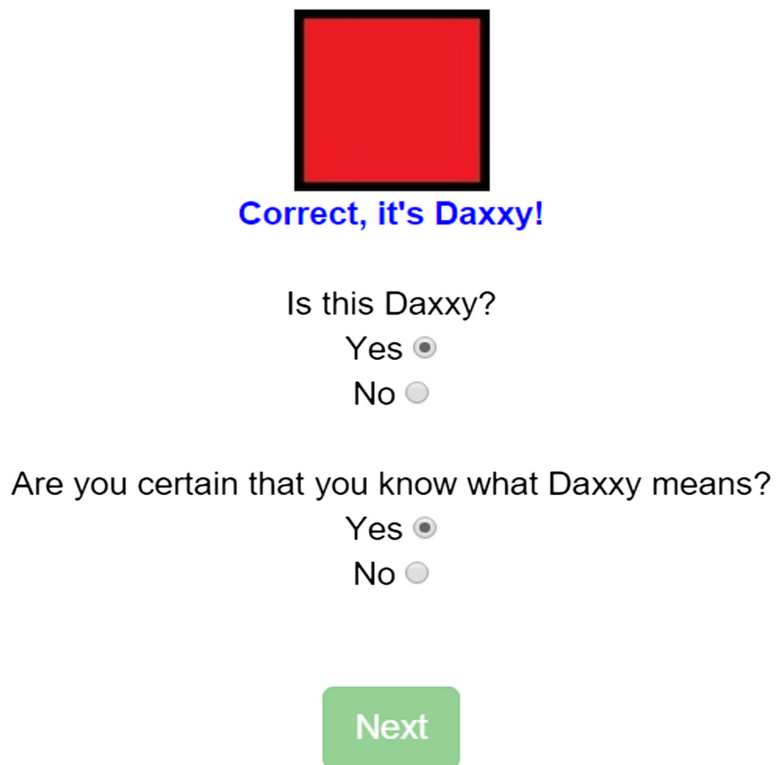 Correct, it's Daxxy!
Is this Daxxy?
Yes
No
Are you certain that you know what Daxxy means?
Yes
No
Next